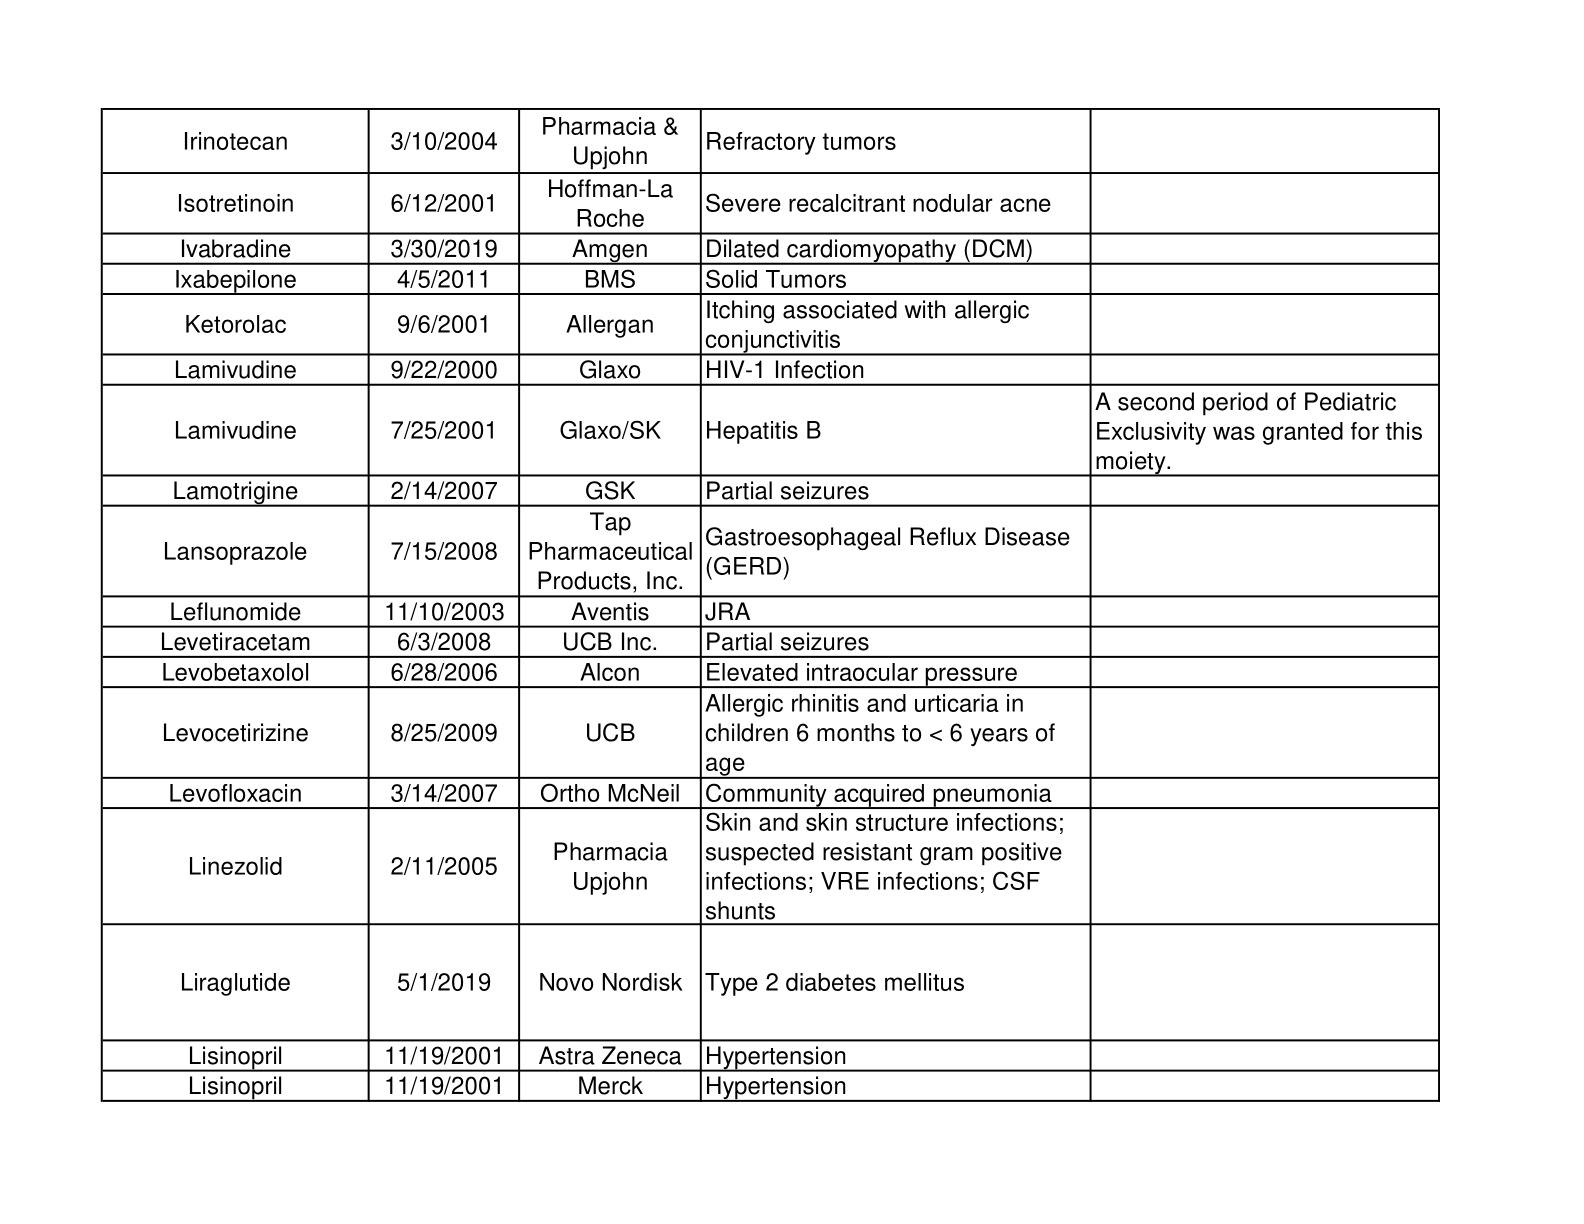 Irinotecan 3/10/2004 Pharmacia & Upjohn Refractory tumors
Isotretinoin 6/12/2001 Hoffman-La Roche Severe recalcitrant nodular acne
Ivabradine 3/30/2019 Amgen Dilated cardiomyopathy (DCM)
Ixabepilone 4/5/2011 BMS Solid Tumors
Ketorolac 9/6/2001 Allergan Itching associated with allergic conjunctivitis
Lamivudine 9/22/2000 Glaxo HIV-1 Infection
Lamivudine 7/25/2001 Glaxo/SK Hepatitis B A second period of Pediatric Exclusivity was granted for this moiety.
Lamotrigine 2/14/2007 GSK Partial seizures
Lansoprazole 7/15/2008 Tap Pharmaceutical Products, Inc. Gastroesophageal Reflux Disease (GERD)
Leflunomide 11/10/2003 Aventis JRA
Levetiracetam 6/3/2008 UCB Inc. Partial seizures
Levobetaxolol 6/28/2006 Alcon Elevated intraocular pressure
Levocetirizine 8/25/2009 UCB Allergic rhinitis and urticaria in children 6 months to < 6 years of age
Levofloxacin 3/14/2007 Ortho McNeil Community acquired pneumonia
Linezolid 2/11/2005 Pharmacia Upjohn Skin and skin structure infections; suspected resistant gram positive infections; VRE infections; CSF shunts
Liraglutide 5/1/2019 Novo Nordisk Type 2 diabetes mellitus
Lisinopril 11/19/2001 Astra Zeneca Hypertension
Lisinopril 11/19/2001 Merck Hypertension